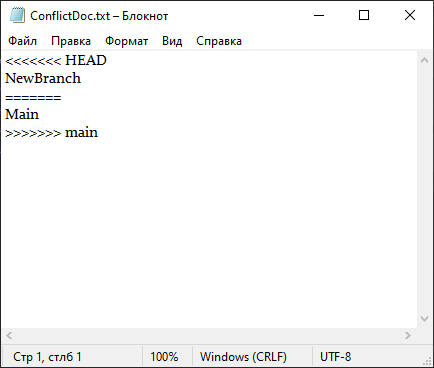 ConflictDoc.txt – Блокнот
Файл Правка Формат Вид Справка
<<<<<<< HEAD
NewBranch
=======
Main
>>>>>>> main
Стр 1, стлб 1 100% Windows (CRLF) UTF-8